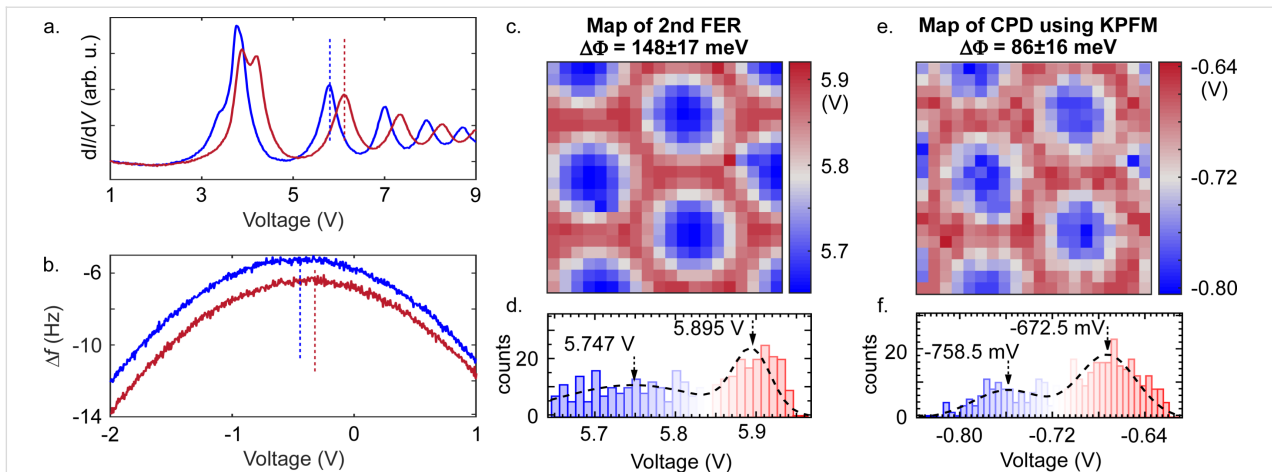 a.
dI/dV (arb. u.)
1 3 5 7 9
Voltage (V)
b.
-6
-10
-14
Δf (Hz)
-2 -1 0 1
Voltage (V)
c.
Map of 2nd FER
ΔΦ = 148±17 meV
5.9
(V)
5.8
5.7
d.
5.747 V
5.895 V
20
0
counts
5.7 5.8 5.9
Voltage (V)
e.
Map of CPD using KPFM
ΔΦ = 86±16 meV
-0.64
(V)
-0.72
-0.80
f.
-758.5 mV
-672.5 mV
20
10
0
counts
-0.80 -0.72 -0.64
Voltage (V)